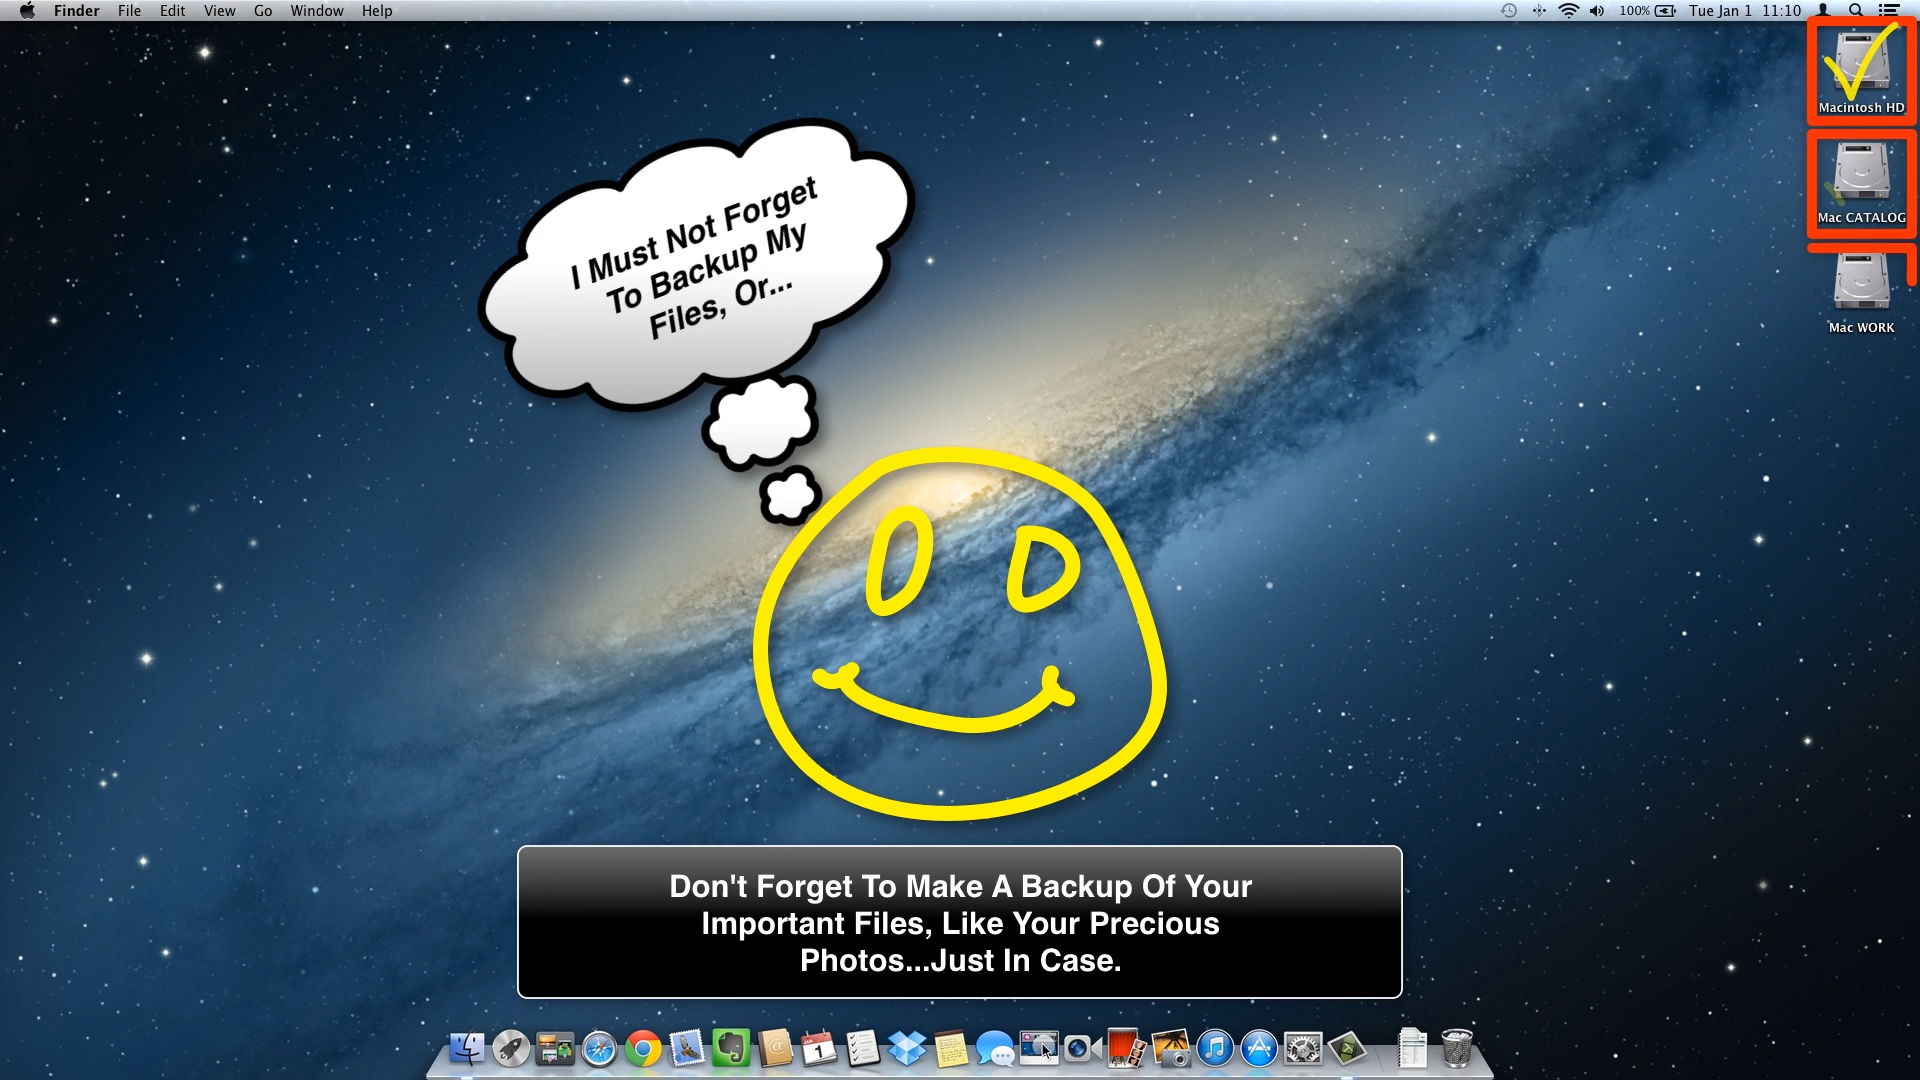 Finder File Edit View Go Window Help
100% Tue Jan 1 11:10
Macintosh HD
Mac CATALOG
Mac WORK
I Must Not Forget
To Backup My
Files, Or...
Don't Forget To Make A Backup Of Your
Important Files, Like Your Precious
Photos...Just In Case.
1